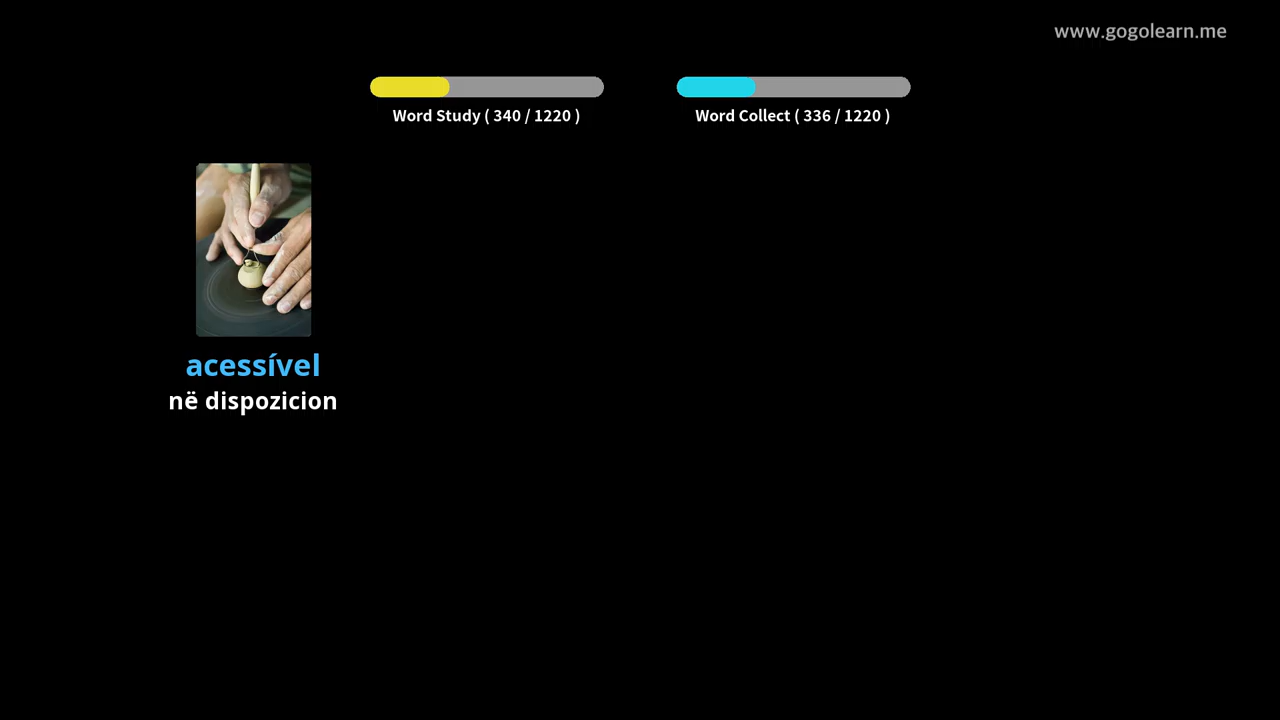 www.gogolearn.me
Word Study ( 340 / 1220 )
Word Collect ( 336 / 1220 )
acessível
në dispozicion